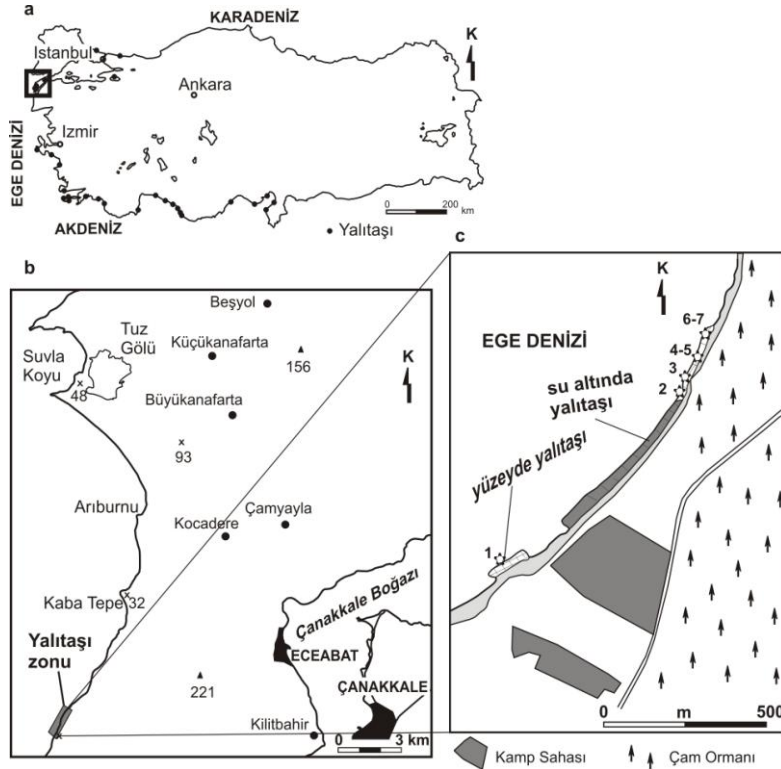 a
KARADENİZ
K
Istanbul
Ankara
EGE DENİZİ
Izmir
AKDENİZ
0 200
km
Yalıtaşı
b
Beşyol
Tuz
Gölü
Küçükanafarta
156
K
Suvla
Koyu
48
Büyükanafarta
93
Arıburnu
Çamyayla
Kocadere
Kaba Tepe 32
Çanakkale Boğazı
ECEABAT
Yalıtaşı
zonu
221
ÇANAKKALE
Kilitbahir
0 3 km
c
K
EGE DENİZİ
6-7
4-5
3
2
su altında
yalıtaşı
yüzeyde yalıtaşı
1
0 m 500
Kamp Sahası
Çam Ormanı